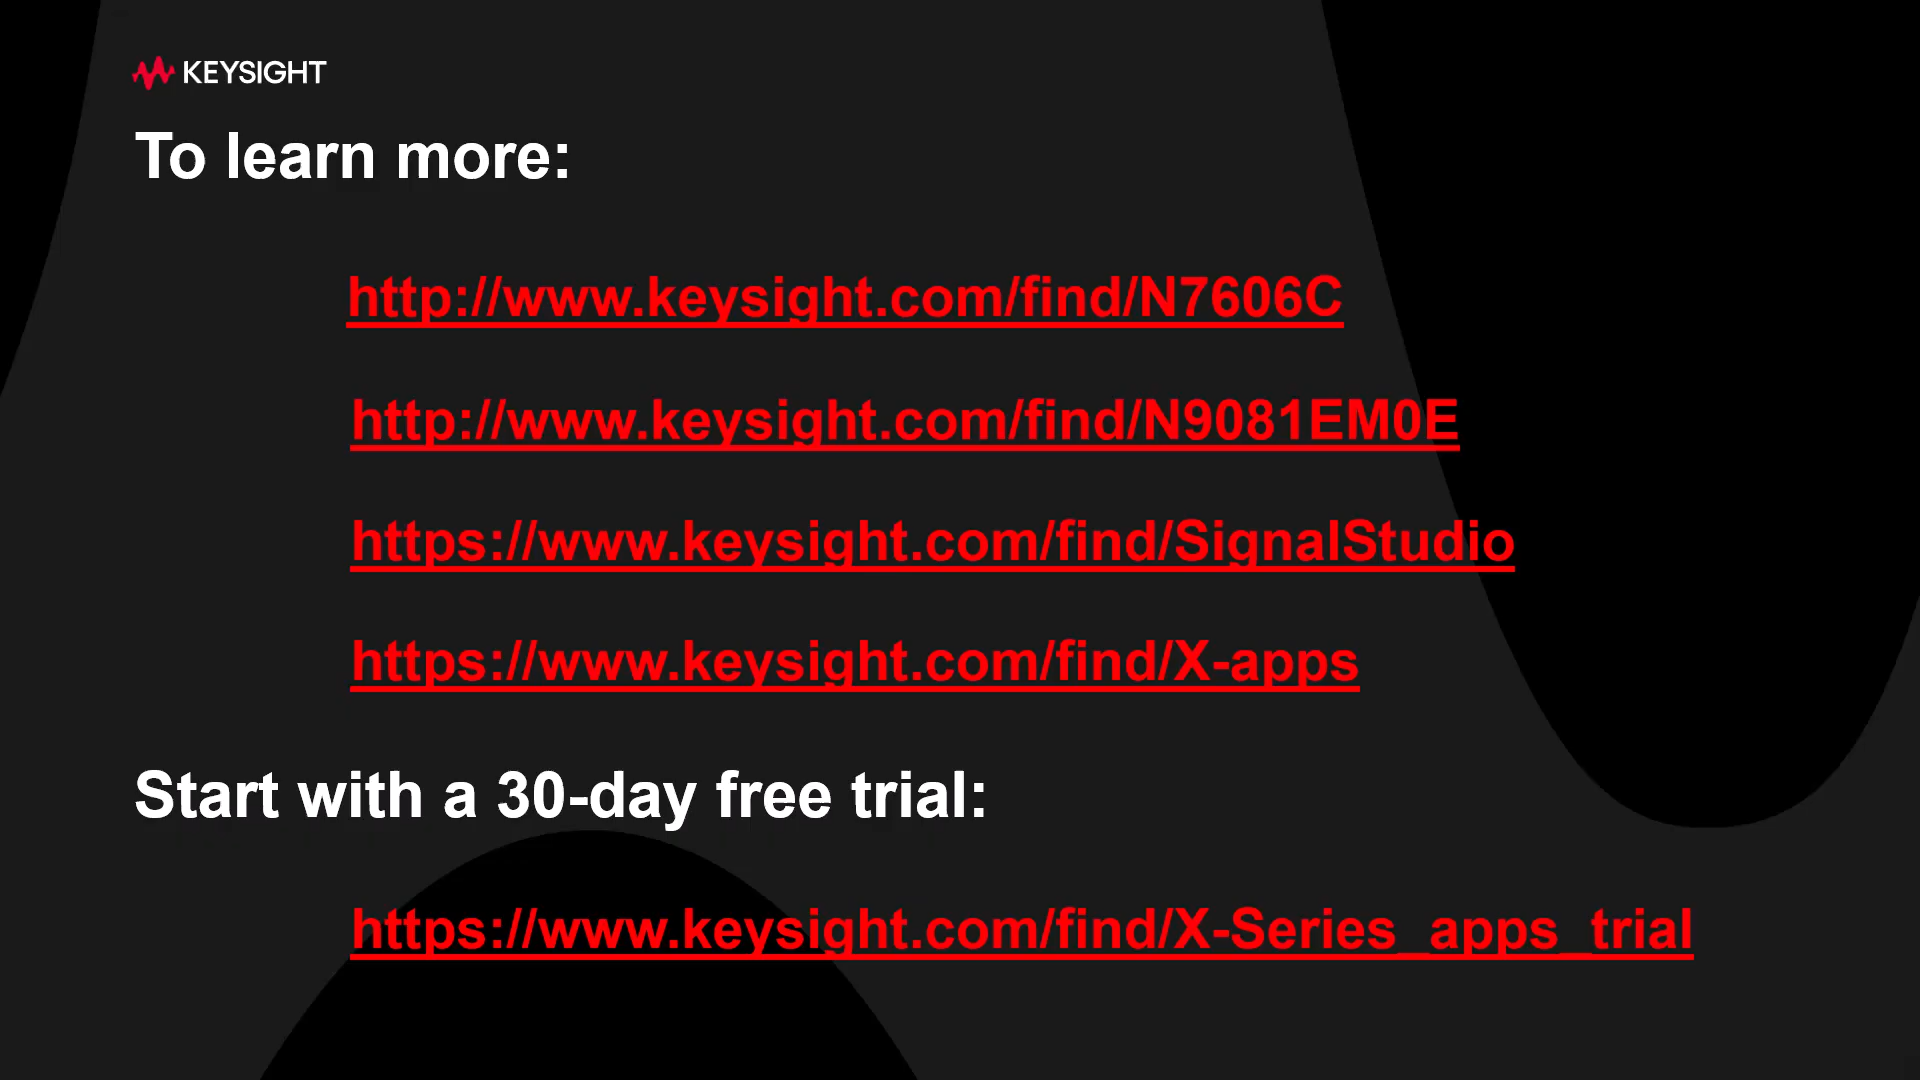 KEYSIGHT
To learn more:
http://www.keysight.com/find/N7606C
http://www.keysight.com/find/N9081EM0E
https://www.keysight.com/find/SignalStudio
https://www.keysight.com/find/X-apps
Start with a 30-day free trial:
https://www.keysight.com/find/X-Series_apps_trial